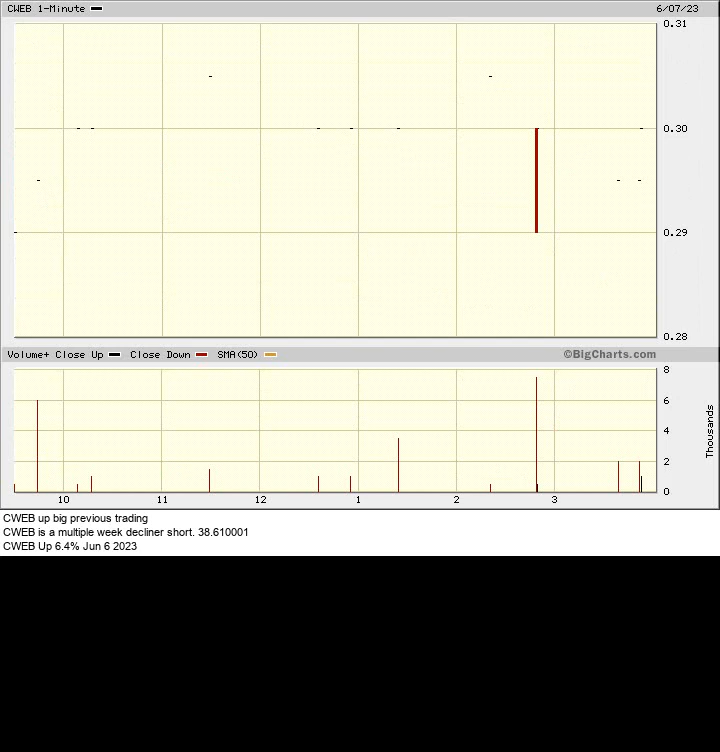 CWEB 1-Minute 6/07/23
0.31
0.30
0.29
0.28
Volume+ Close Up Close Down SMA(50) ©BigCharts.com
8
6
4
2
0
Thousands
10 11 12 1 2 3
CWEB up big previous trading
CWEB is a multiple week decliner short. 38.610001
CWEB Up 6.4% Jun 6 2023